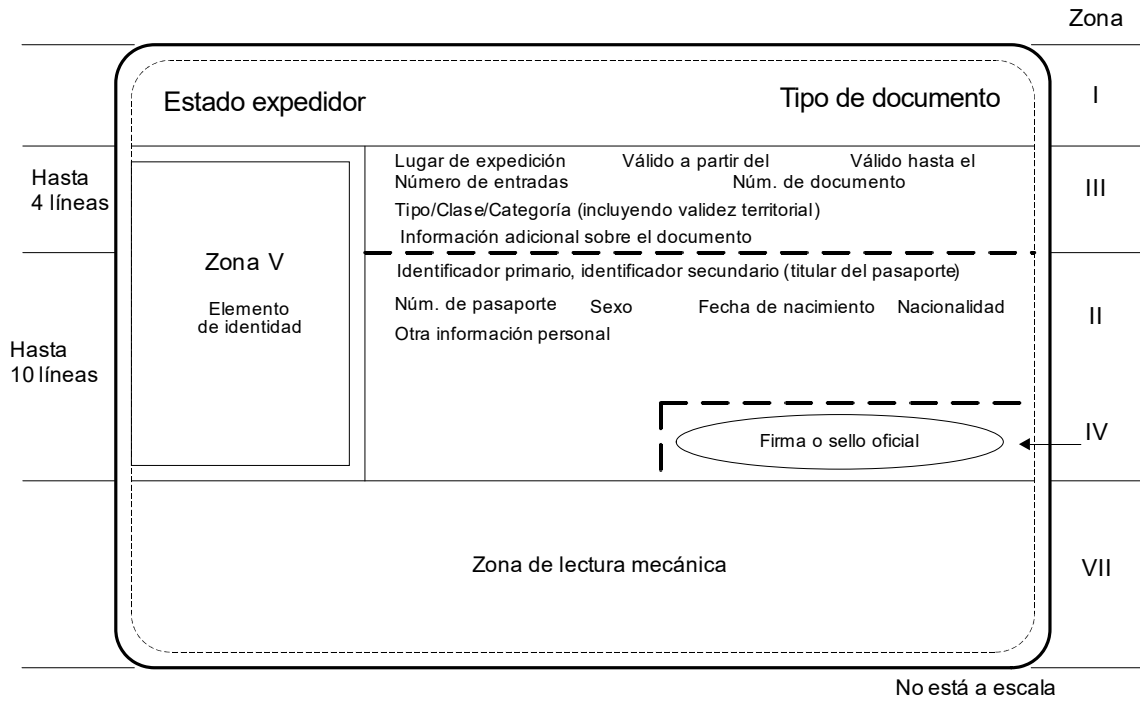 Zona
Estado expedidor Tipo de documento I
Lugar de expedición Válido a partir del Válido hasta el
Hasta
4 líneas
Número de entradas Núm. de documento III
Tipo/Clase/Categoría (incluyendo validez territorial)
Información adicional sobre el documento
Zona V
Elemento
de identidad
Identificador primario, identificador secundario (titular del pasaporte)
Núm. de pasaporte Sexo Fecha de nacimiento Nacionalidad II
Otra información personal
Hasta
10 líneas
Firma o sello oficial IV
Zona de lectura mecánica VII
No está a escala